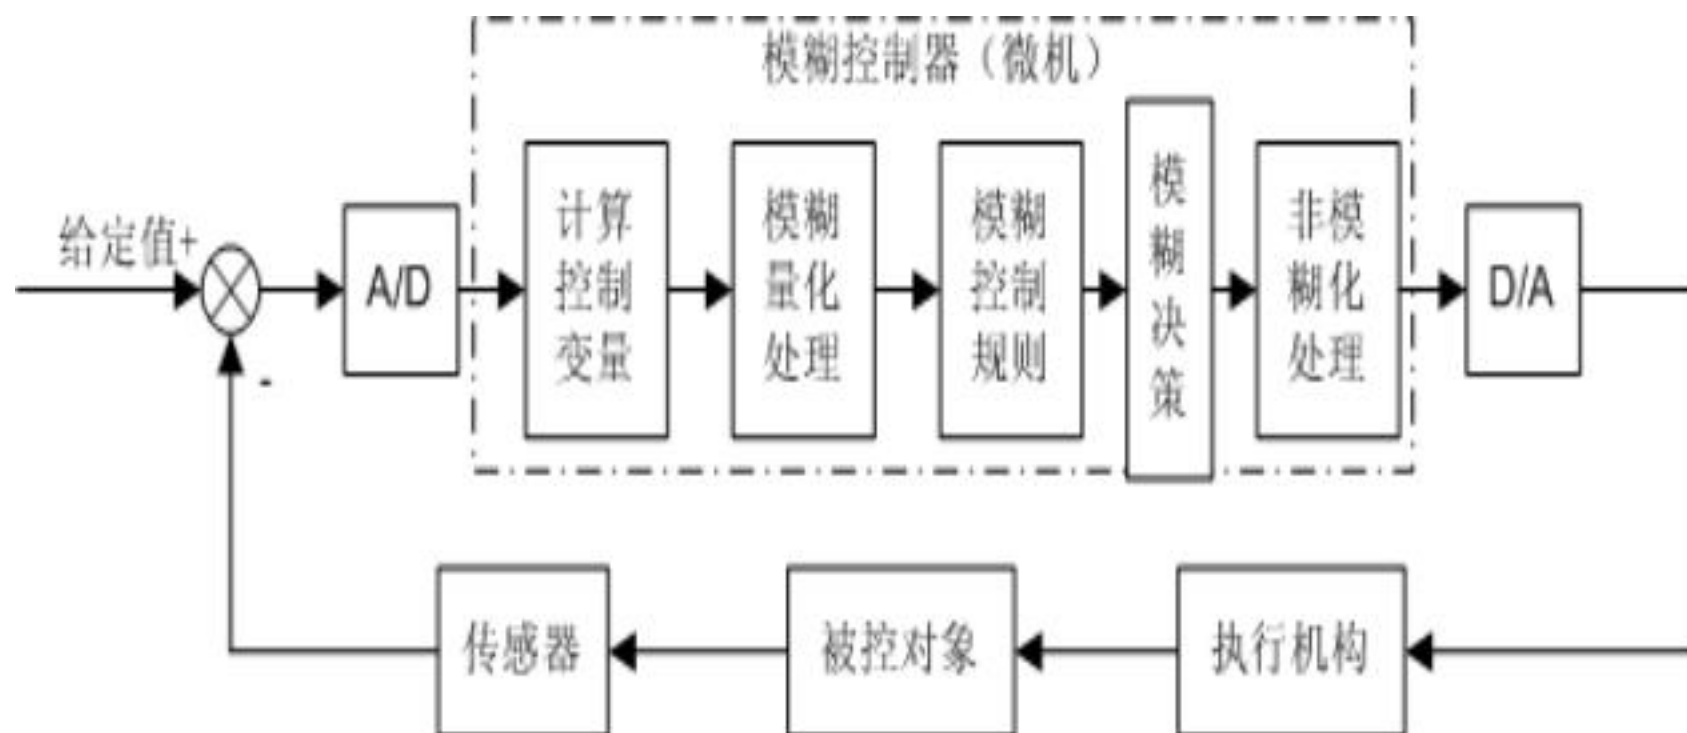 模糊控制器（微机）
给定值+
-
A/D
计算
控制
变量
模糊
量化
处理
模糊
控制
规则
模
糊
决
策
非模
糊化
处理
D/A
传感器
被控对象
执行机构